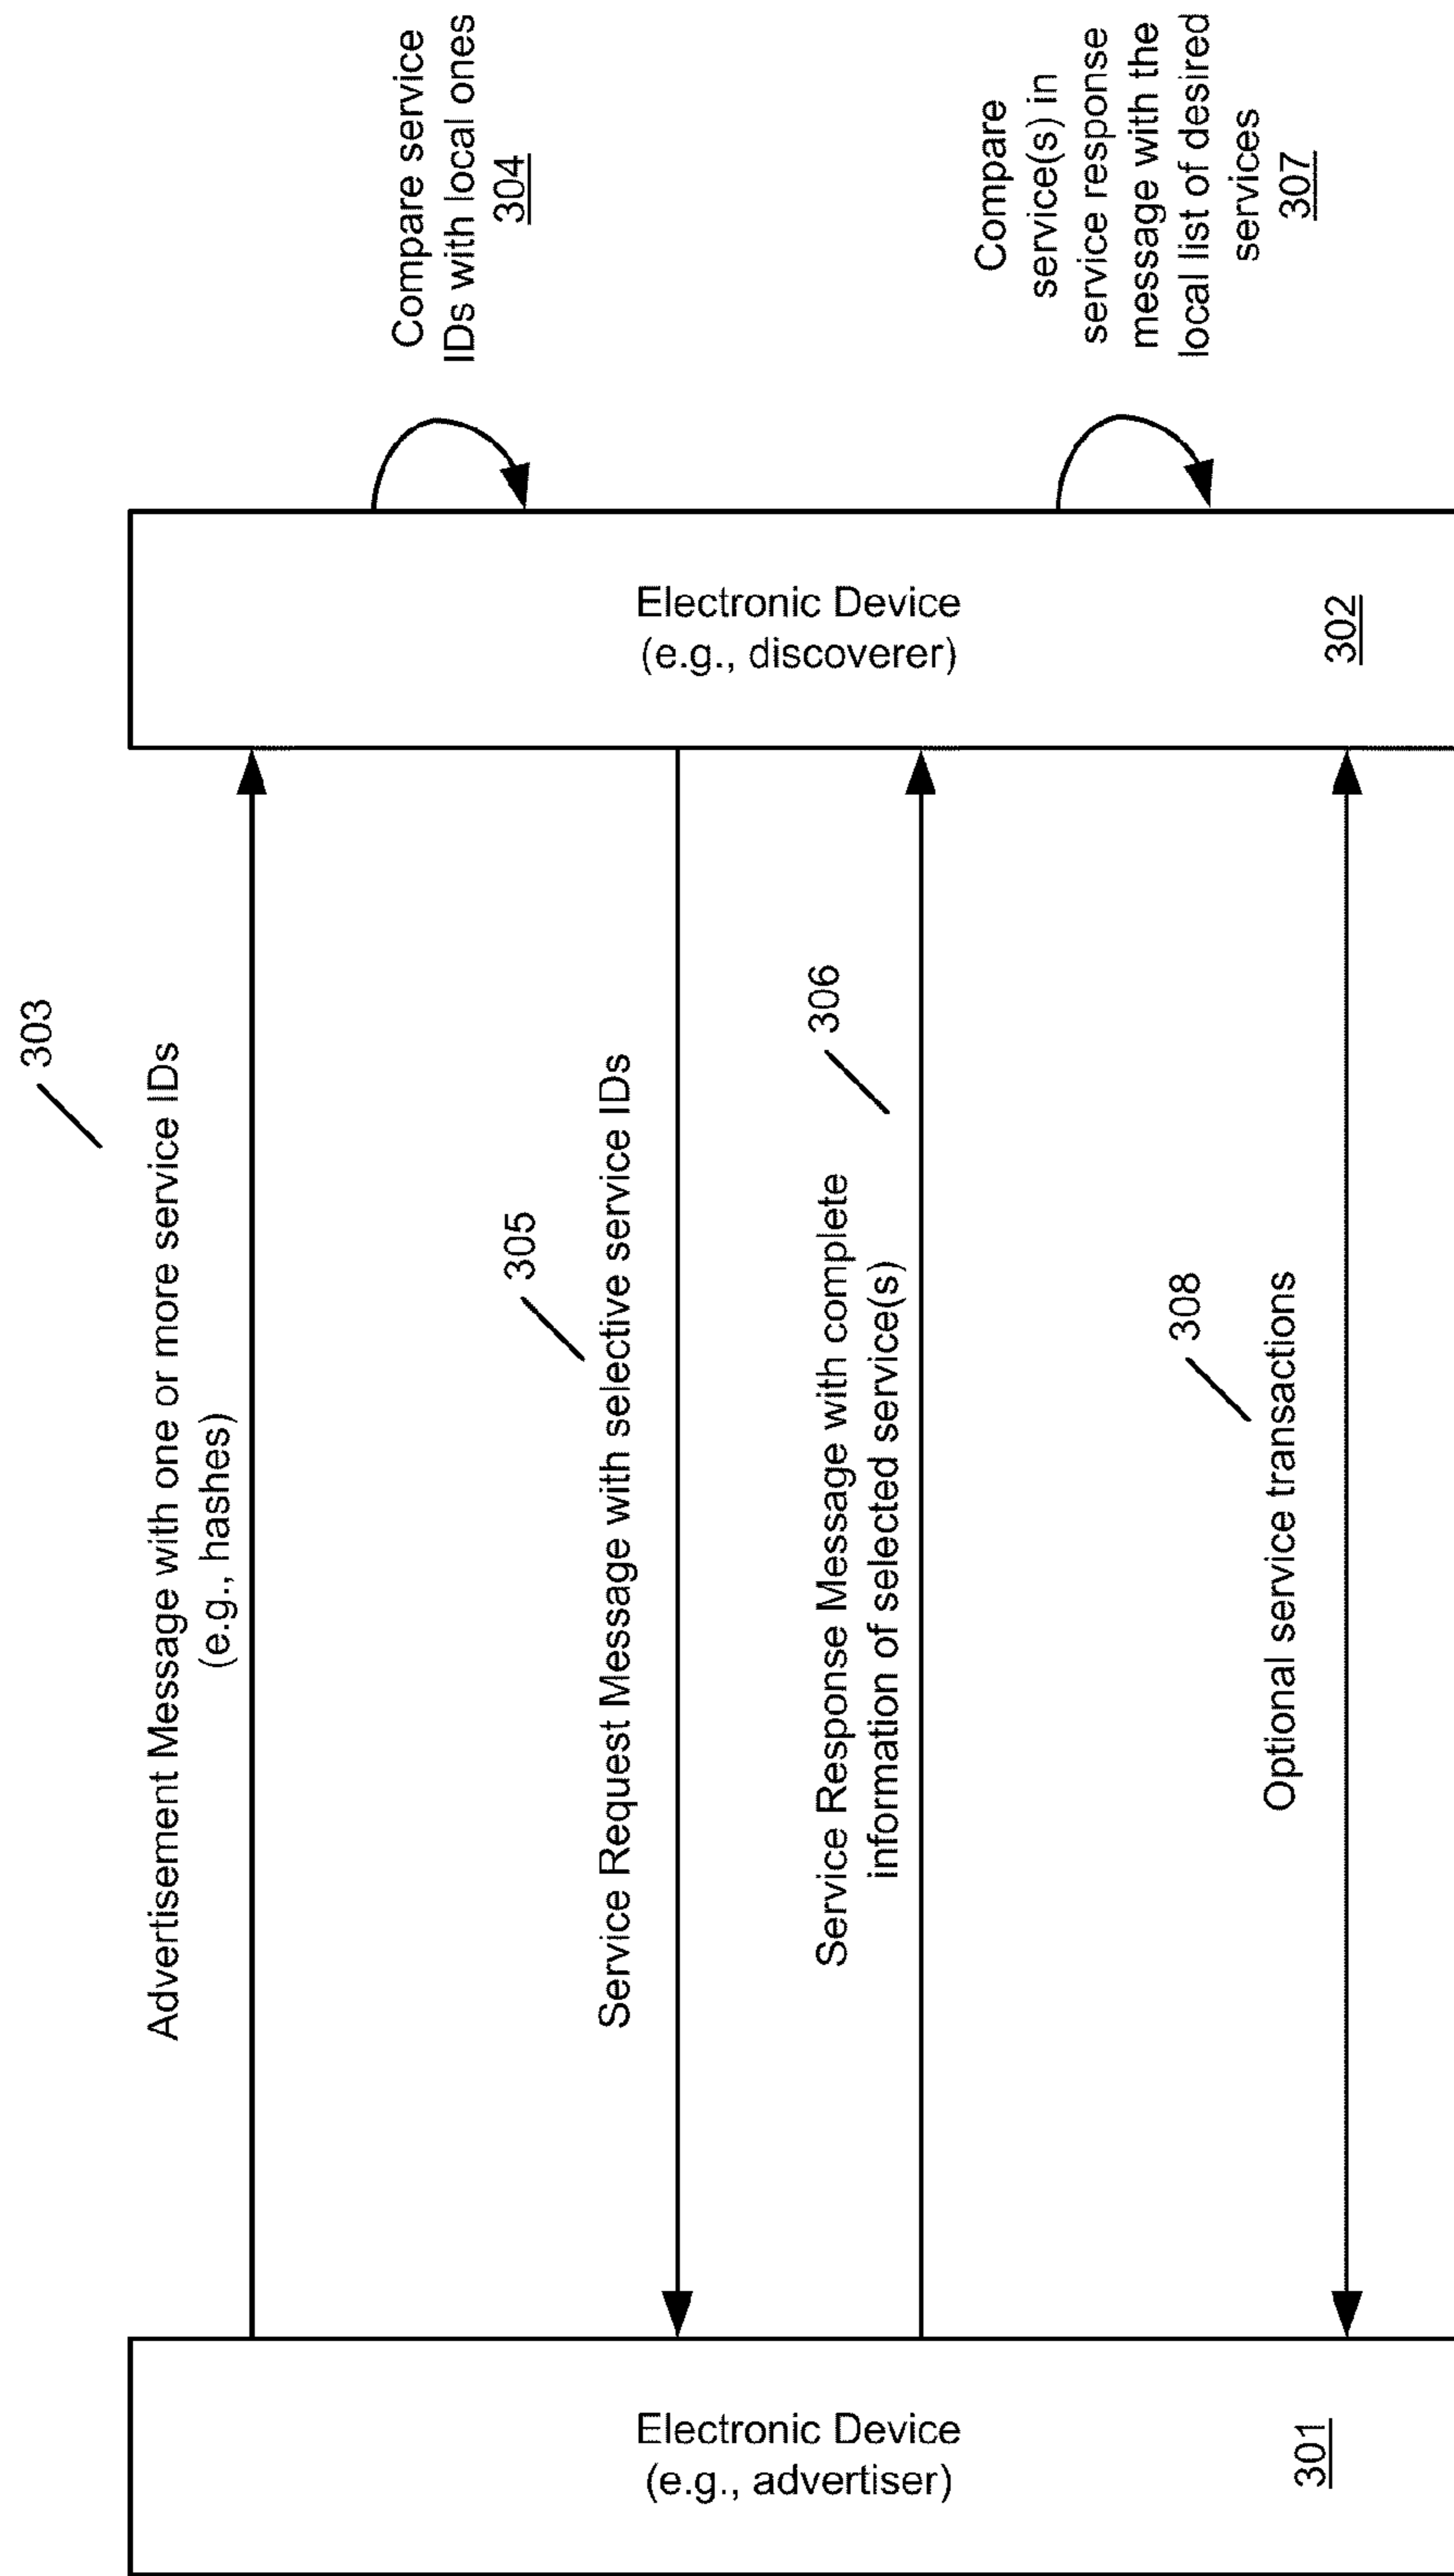 303
Advertisement Message with one or more service IDs
(e.g., hashes)
Compare service
IDs with local ones
304
305
Service Request Message with selective service IDs
306
Service Response Message with complete
information of selected service(s)
Compare
service(s) in
service response
message with the
local list of desired
services
307
308
Optional service transactions
Electronic Device
(e.g., advertiser)
301
Electronic Device
(e.g., discoverer)
302